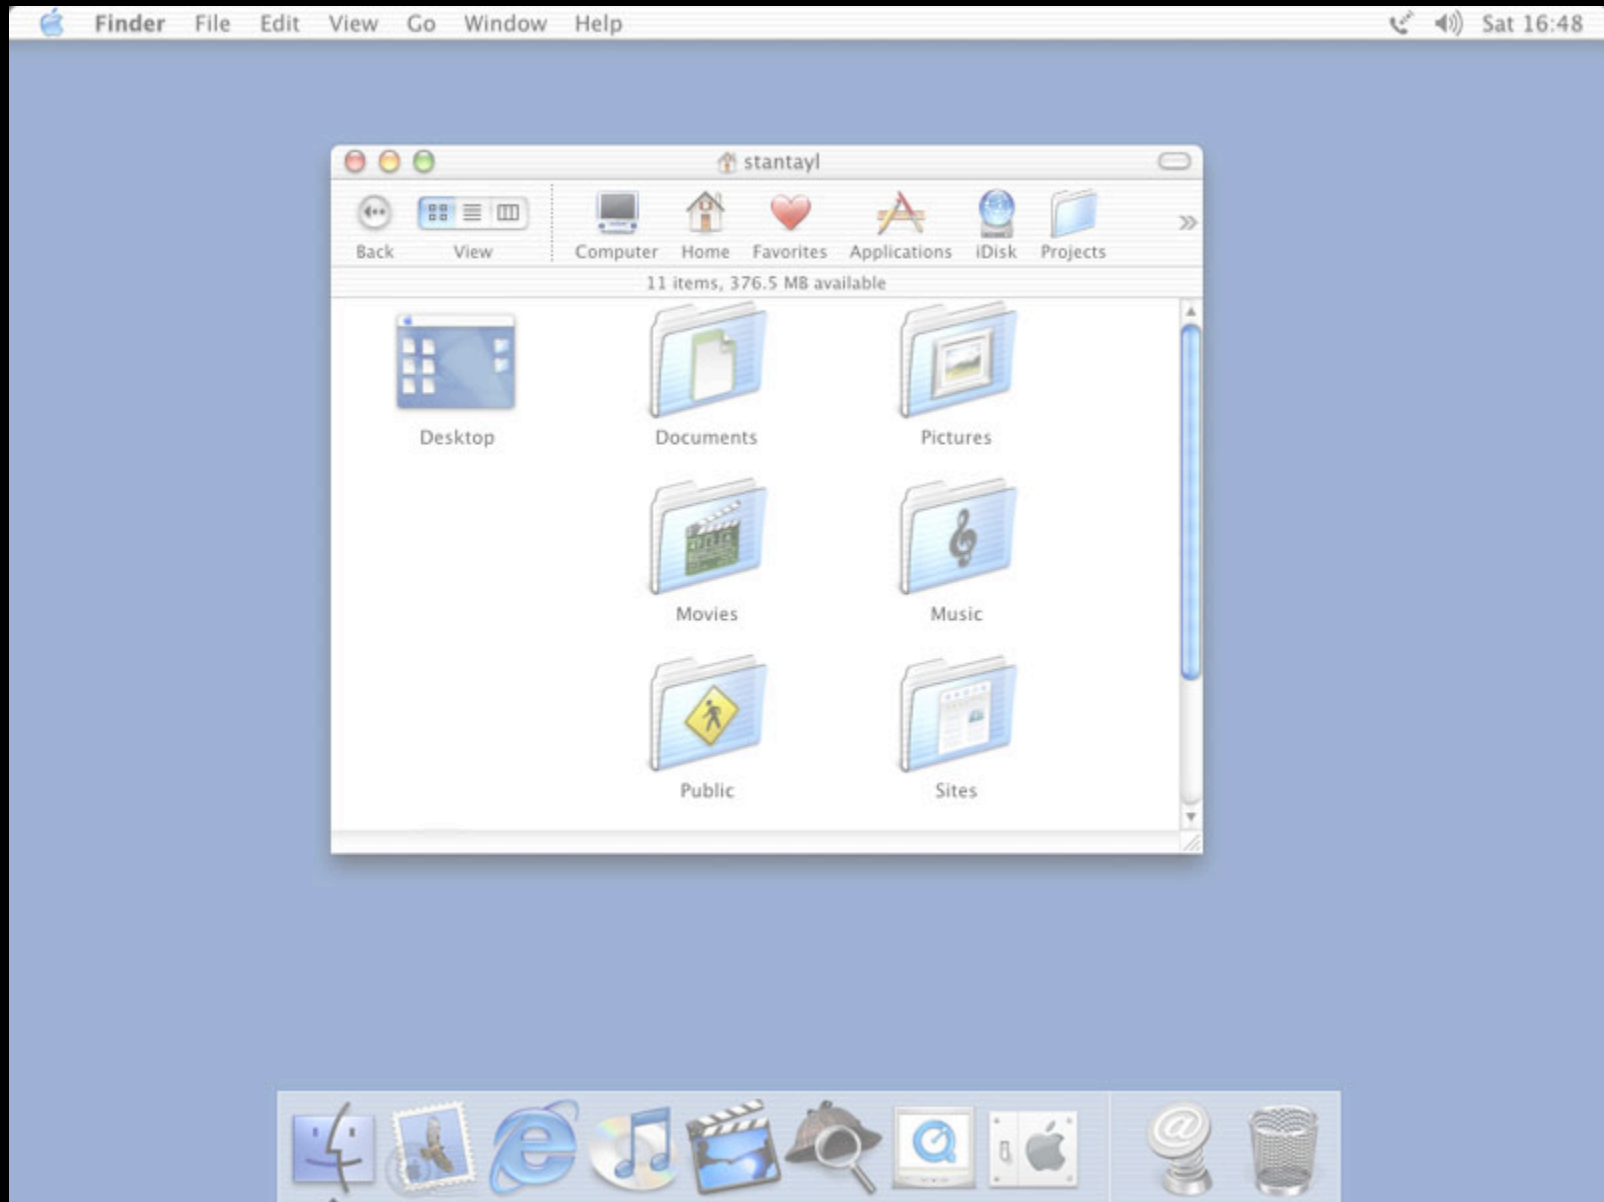 Finder File Edit View Go Window Help Sat 16:48
stantayl
Back View Computer Home Favorites Applications iDisk Projects
11 items, 376.5 MB available
Desktop Documents Pictures
Movies Music
Public Sites